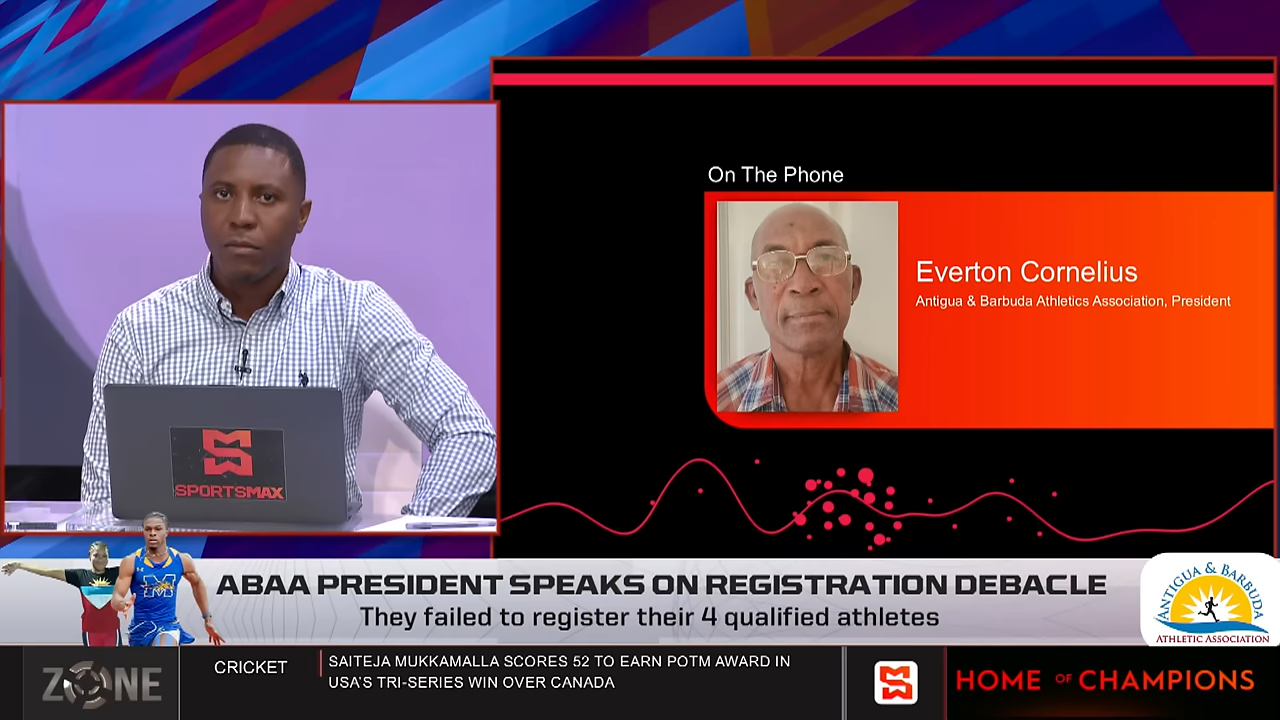 On The Phone
Everton Cornelius
Antigua & Barbuda Athletics Association, President
SPORTSMAX
M
ABAA PRESIDENT SPEAKS ON REGISTRATION DEBACLE
They failed to register their 4 qualified athletes
ANTIGUA & BARBUDA
ATHLETIC ASSOCIATION
ZONE
CRICKET
SAITEJA MUKKAMALLA SCORES 52 TO EARN POTM AWARD IN
USA'S TRI-SERIES WIN OVER CANADA
HOME OF CHAMPIONS